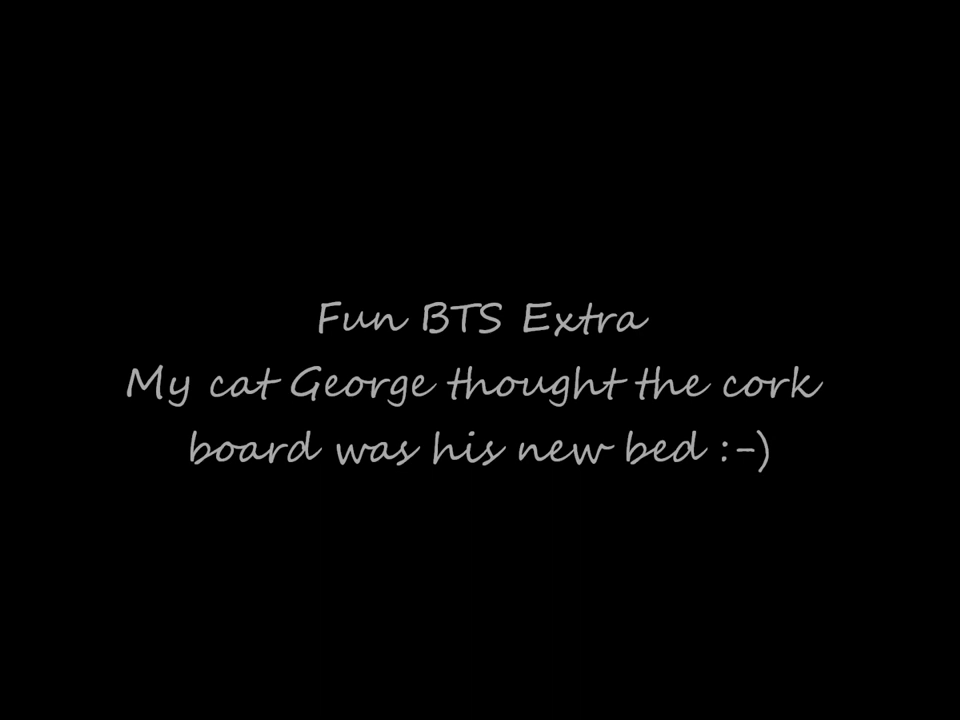 Fun BTS Extra
My cat George thought the cork
board was his new bed :-)